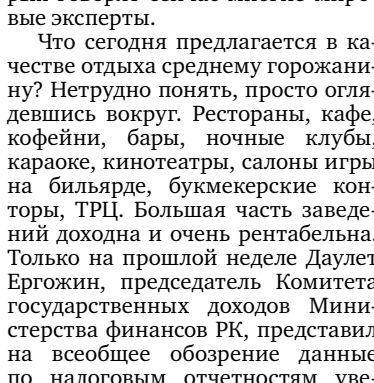 вые эксперты.
Что сегодня предлагается в ка-
честве отдыха среднему горожани-
ну? Нетрудно понять, просто огля-
девшись вокруг. Рестораны, кафе,
кофейни, бары, ночные клубы,
караоке, кинотеатры, салоны игры
на бильярде, букмекерские кон-
торы, ТРЦ. Большая часть заведе-
ний доходна и очень рентабельна.
Только на прошлой неделе Даулет
Ергожин, председатель Комитета
государственных доходов Мини-
стерства финансов РК, представил
на всеобщее обозрение данные
по налоговым отчетностям уве-